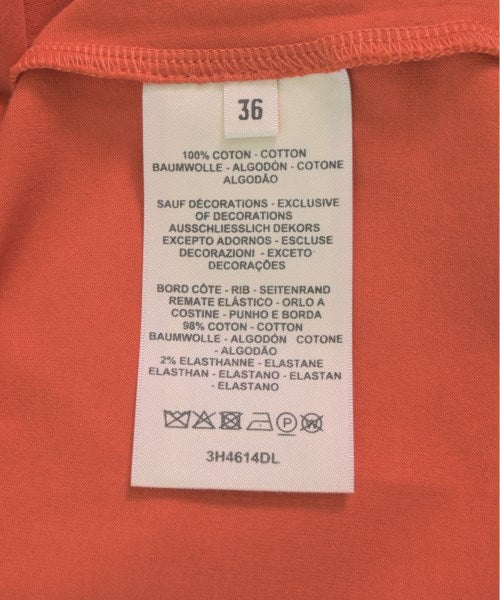 36
100% COTON - COTTON
BAUMWOLLE - ALGODÓN - COTONE
ALGODÃO
SAUF DÉCORATIONS - EXCLUSIVE
OF DECORATIONS
AUSSCHLIESSLICH DEKORS
EXCEPTO ADORNOS - ESCLUSE
DECORAZIONI - EXCETO
DECORAÇÕES
BORD CÔTE - RIB - SEITENRAND
REMATE ELÁSTICO - ORLO A
COSTINE - PUNHO E BORDA
98% COTON - COTTON
BAUMWOLLE - ALGODÓN COTONE
- ALGODÃO
2% ELASTHANNE - ELASTANE
ELASTHAN - ELASTANO - ELASTAN
- ELASTANO
P W
3H4614DL